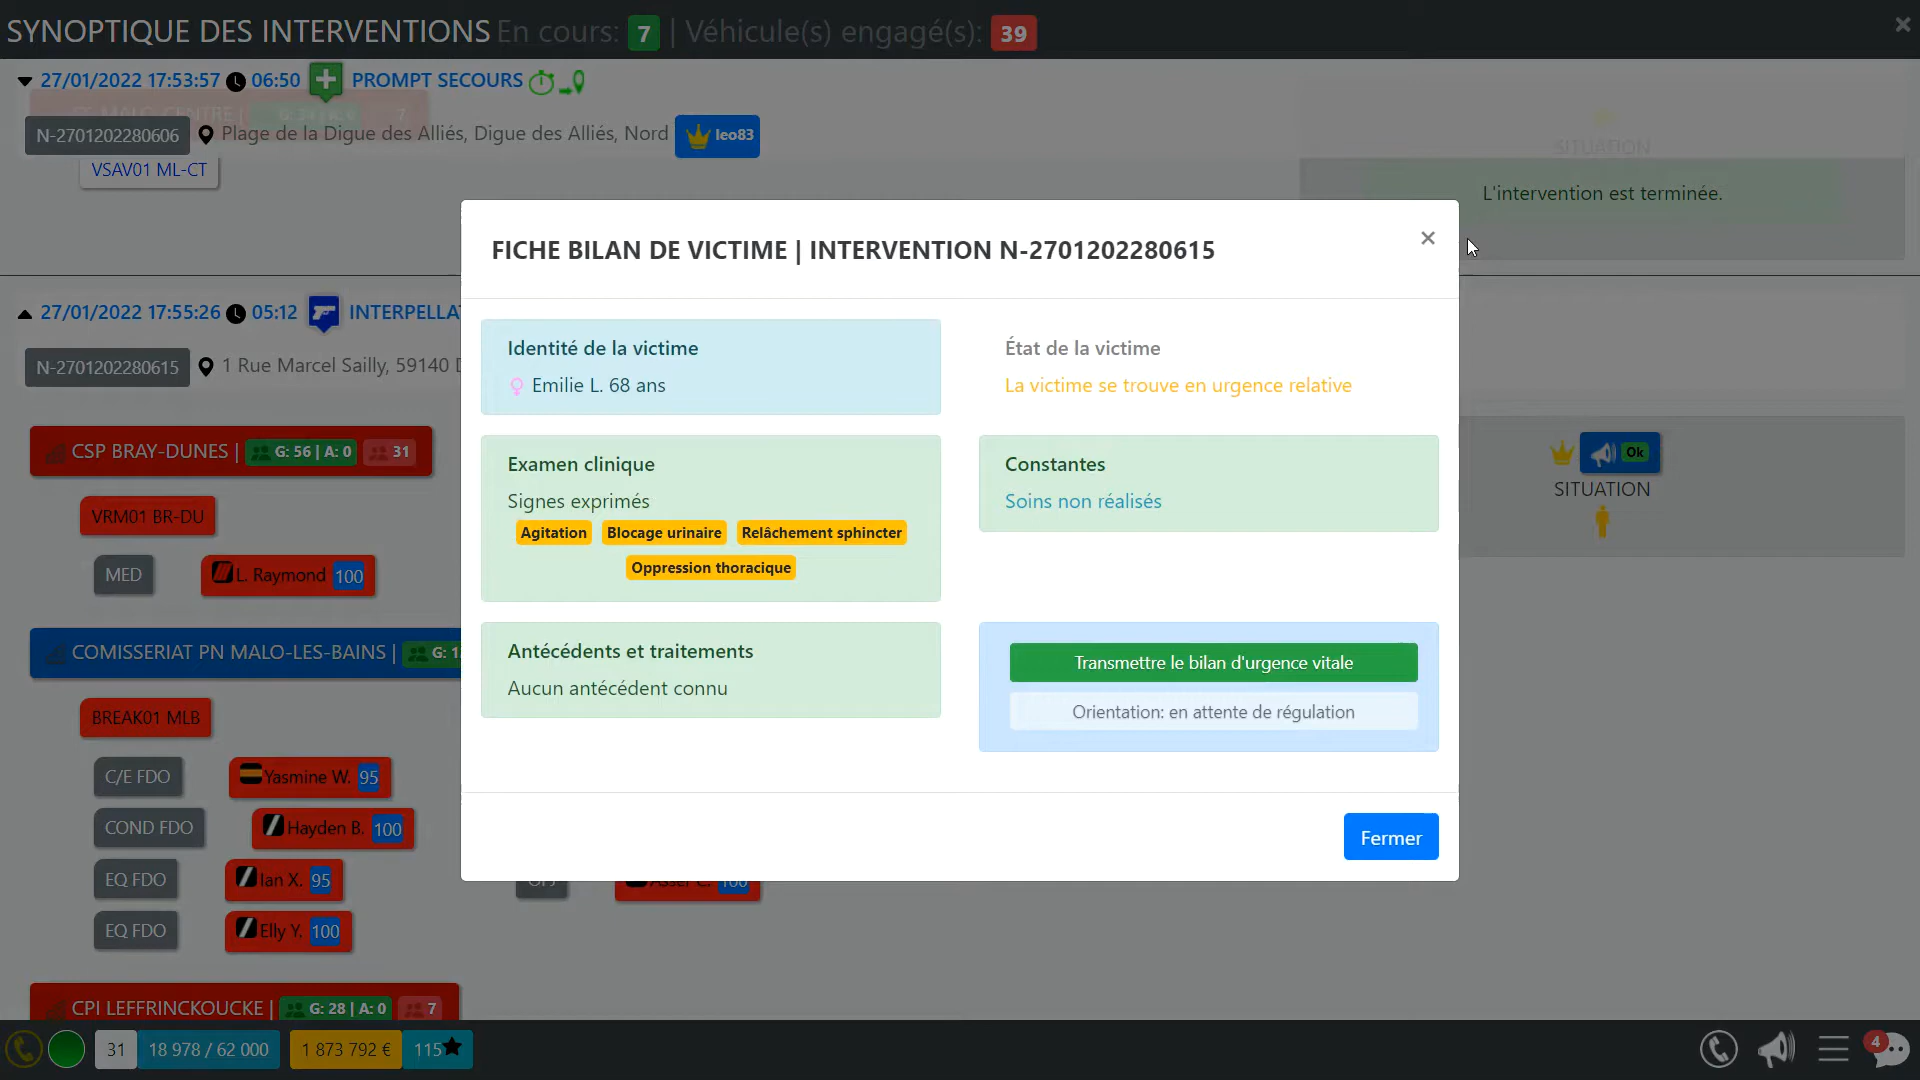 SYNOPTIQUE DES INTERVENTIONS En cours: 7 | Véhicule(s) engagé(s): 39
27/01/2022 17:53:57 06:50 PROMPT SECOURS
MALO-CENTRE |
N-2701202280606 Plage de la Digue des Alliés, Digue des Alliés, Nord leo83
VSAV01 ML-CT
SITUATION
L'intervention est terminée.
27/01/2022 17:55:26 05:12 INTERPELLAT
N-2701202280615 1 Rue Marcel Sailly, 59140 D
CSP BRAY-DUNES | G: 56 | A: 0 31
VRM01 BR-DU
MED L. Raymond 100
COMISSERIAT PN MALO-LES-BAINS | G: 1
BREAK01 MLB
C/E FDO Yasmine W. 95
COND FDO Hayden B. 100
EQ FDO Ian X. 95
EQ FDO Elly Y. 100
CPI LEFFRINCKOUCKE | G: 28 | A: 0 7
Ok
SITUATION
FICHE BILAN DE VICTIME | INTERVENTION N-2701202280615
×
Identité de la victime
♀ Emilie L. 68 ans
État de la victime
La victime se trouve en urgence relative
Examen clinique
Signes exprimés
Agitation Blocage urinaire Relâchement sphincter
Oppression thoracique
Constantes
Soins non réalisés
Antécédents et traitements
Aucun antécédent connu
Transmettre le bilan d'urgence vitale
Orientation: en attente de régulation
Fermer
31 18 978 / 62 000 1 873 792 € 115
4